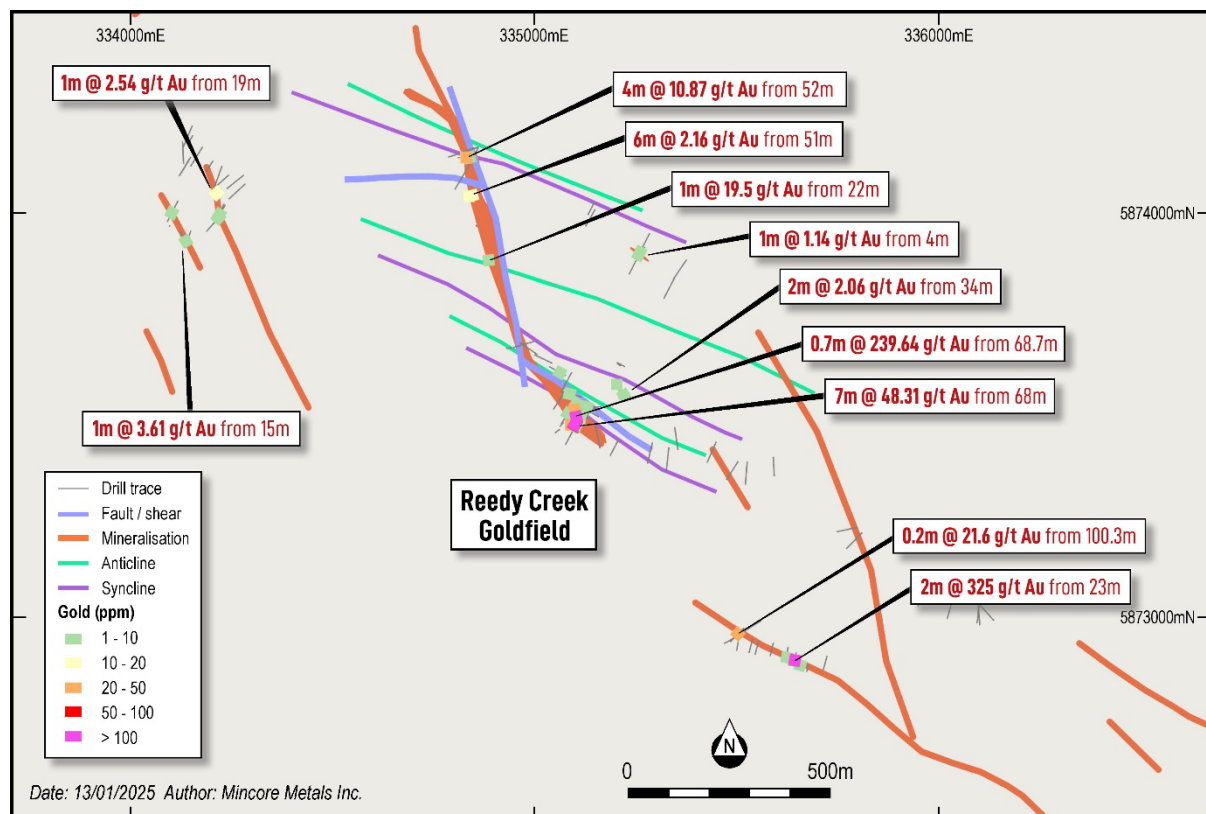 334000mE
335000mE
336000mE
1m @ 2.54 g/t Au from 19m
4m @ 10.87 g/t Au from 52m
6m @ 2.16 g/t Au from 51m
1m @ 19.5 g/t Au from 22m
5874000mN
1m @ 1.14 g/t Au from 4m
2m @ 2.06 g/t Au from 34m
0.7m @ 239.64 g/t Au from 68.7m
7m @ 48.31 g/t Au from 68m
1m @ 3.61 g/t Au from 15m
Reedy Creek
Goldfield
0.2m @ 21.6 g/t Au from 100.3m
2m @ 325 g/t Au from 23m
5873000mN
Drill trace
Fault / shear
Mineralisation
Anticline
Syncline
Gold (ppm)
1 - 10
10 - 20
20 - 50
50 - 100
> 100
N
0
500m
Date: 13/01/2025 Author: Mincore Metals Inc.